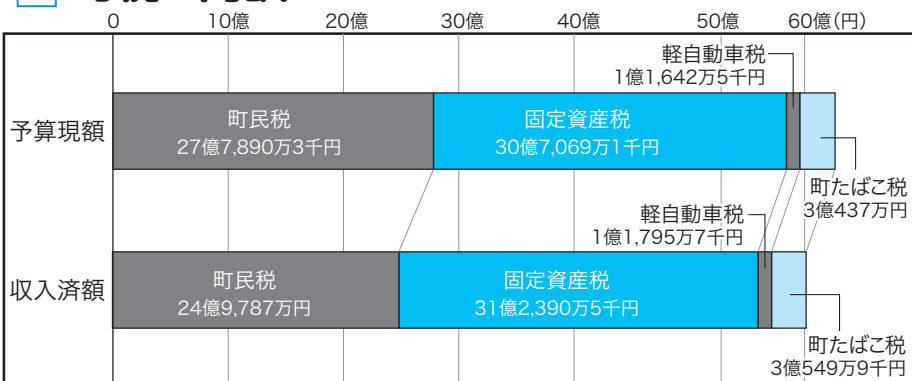 0 10億 20億 30億 40億 50億 60億(円)
軽自動車税
1億1,642万5千円
予算現額
町民税
27億7,890万3千円
固定資産税
30億7,069万1千円
町たばこ税
3億437万円
軽自動車税
1億1,795万7千円
収入済額
町民税
24億9,787万円
固定資産税
31億2,390万5千円
町たばこ税
3億549万9千円